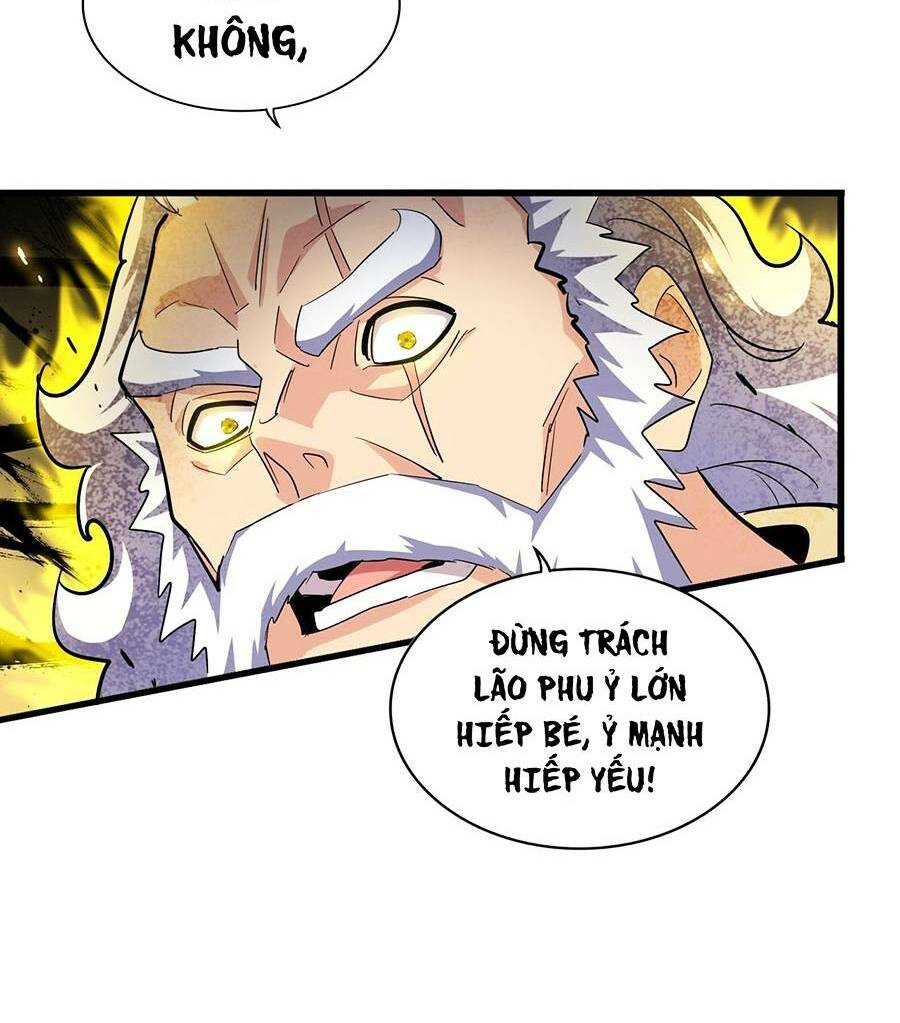 KHÔNG,
ĐỪNG TRÁCH
LÃO PHU Ỷ LỚN
HIẾP BÉ, Ỷ MẠNH
HIẾP YẾU!